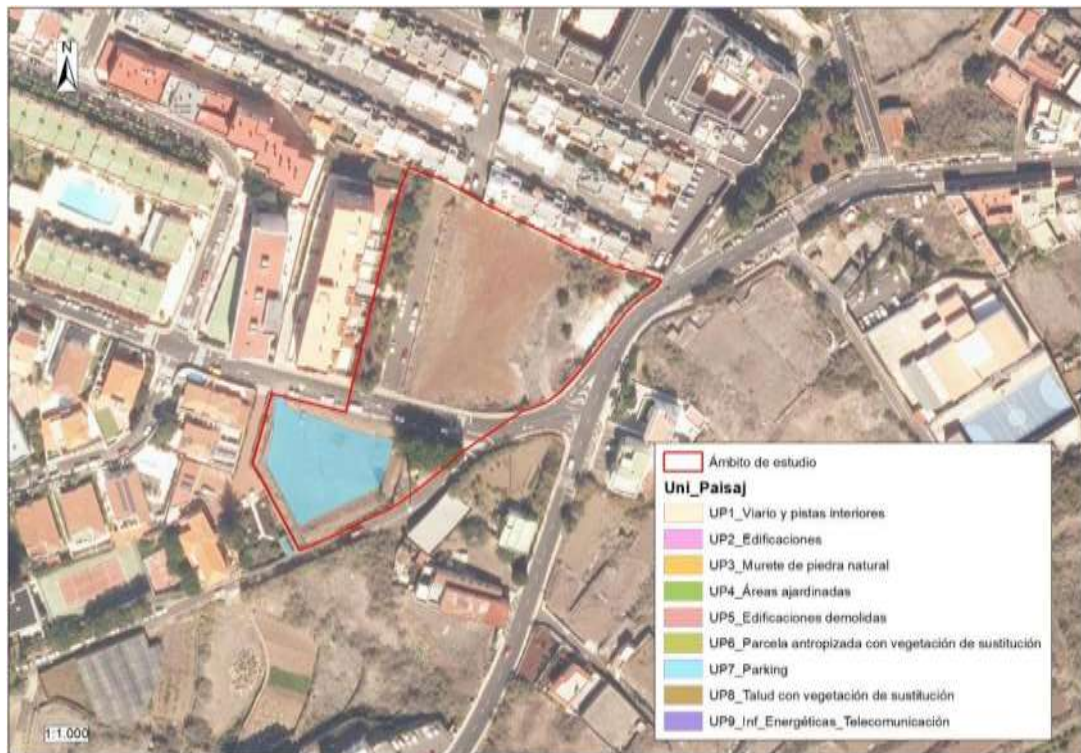 N
Ámbito de estudio
Uni_Paisaj
UP1_Viario y pistas interiores
UP2_Edificaciones
UP3_Murete de piedra natural
UP4_Áreas ajardinadas
UP5_Edificaciones demolidas
UP6_Parcela antropizada con vegetación de sustitución
UP7_Parking
UP8_Talud con vegetación de sustitución
UP9_Inf_Energéticas_Telecomunicación
1:1.000